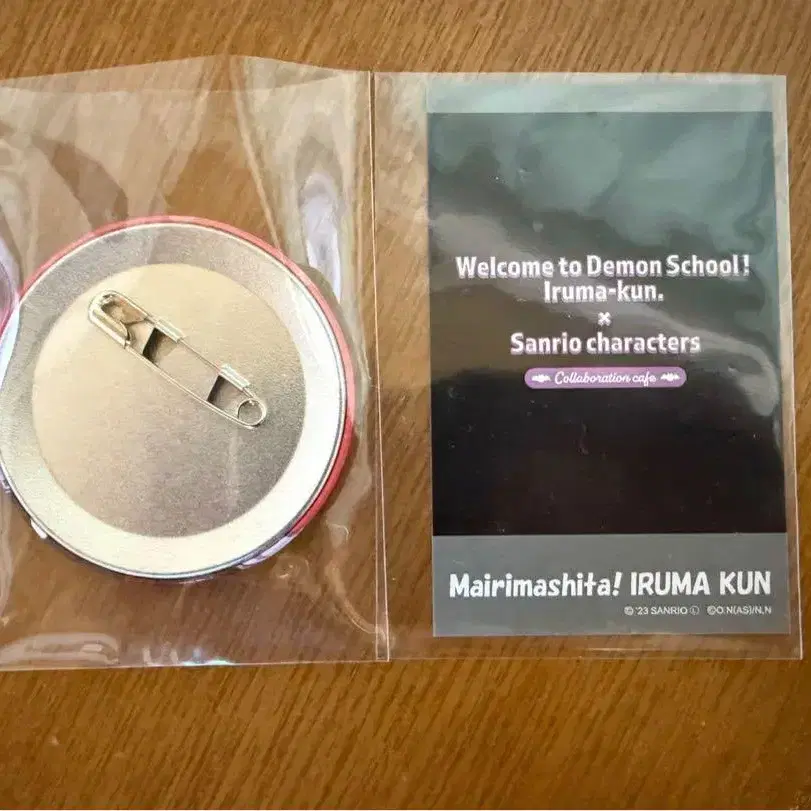 Welcome to Demon School!
Iruma-kun.
×
Sanrio characters
Collaboration cafe
Mairimashita! IRUMA KUN
© '23 SANRIO Ⓛ ©O.N(AS)/N,N